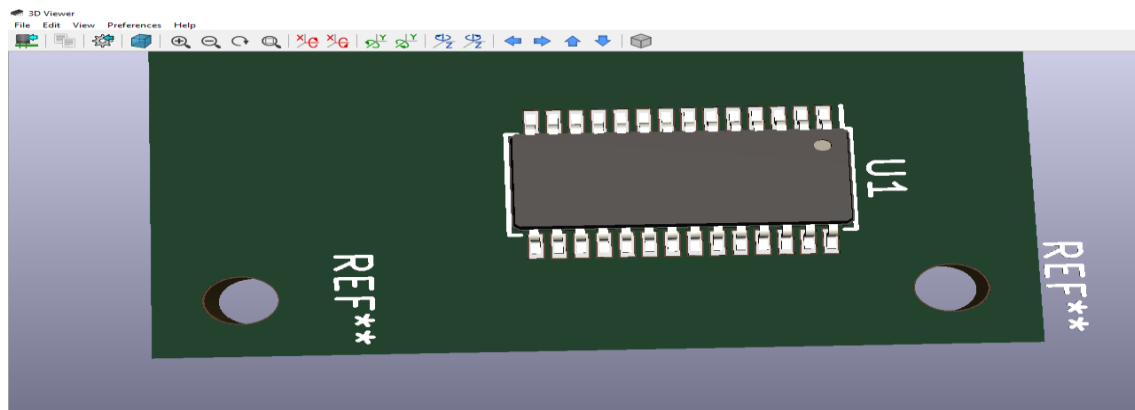 3D Viewer
File Edit View Preferences Help
U1
REF**
REF**